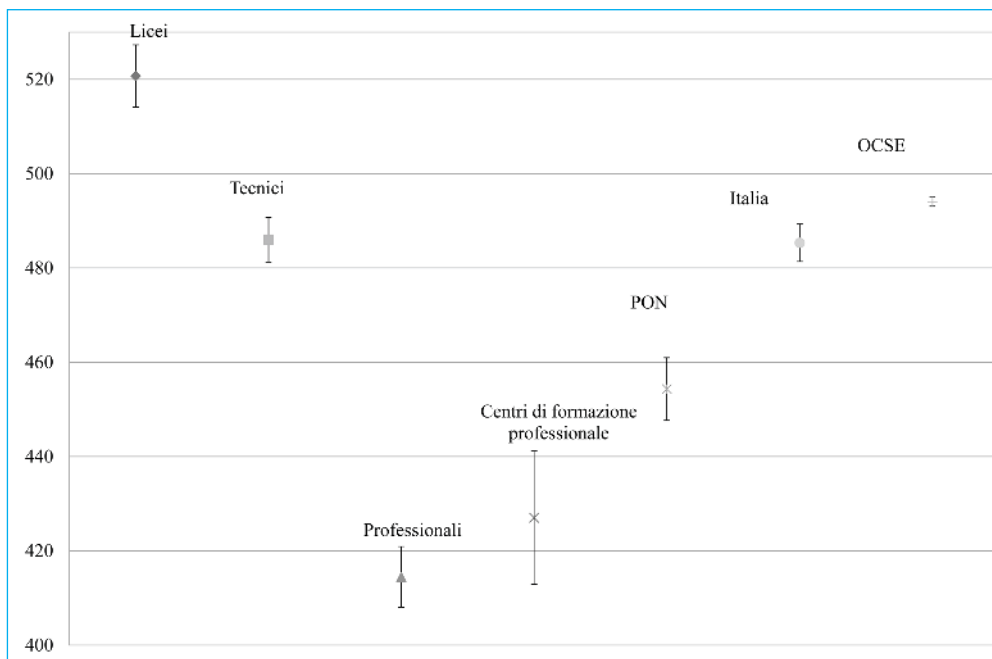 Licei
520
OCSE
500
Tecnici
Italia
480
PON
460
Centri di formazione
professionale
440
Professionali
420
400